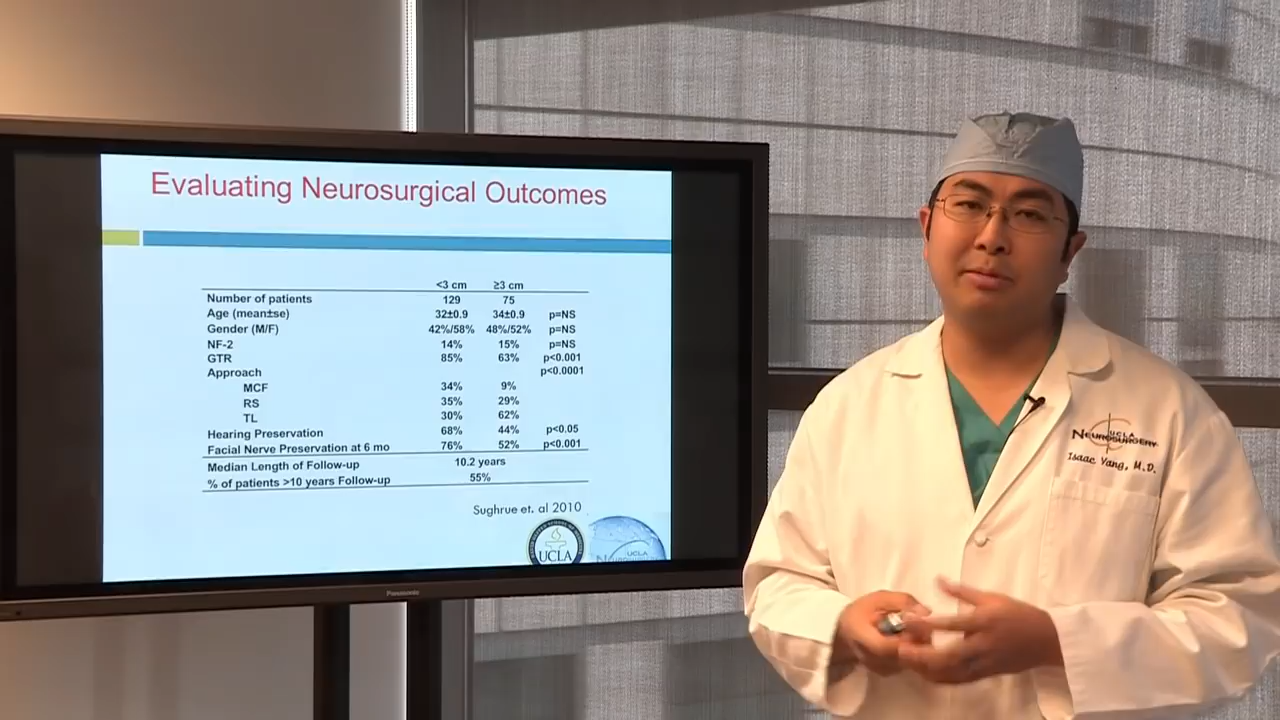 Evaluating Neurosurgical Outcomes
<3 cm ≥3 cm
Number of patients 129 75
Age (mean±se) 32±0.9 34±0.9 p=NS
Gender (M/F) 42%/58% 48%/52% p=NS
NF-2 14% 15% p=NS
GTR 85% 63% p<0.001
Approach p<0.0001
MCF 34% 9%
RS 35% 29%
TL 30% 62%
Hearing Preservation 68% 44% p<0.05
Facial Nerve Preservation at 6 mo 76% 52% p<0.001
Median Length of Follow-up 10.2 years
% of patients >10 years Follow-up 55%
Sughrue et. al 2010
UCLA
UCLA
NEUROSURGERY
Panasonic
UCLA
NEUROSURGERY
Isaac Yang, M.D.